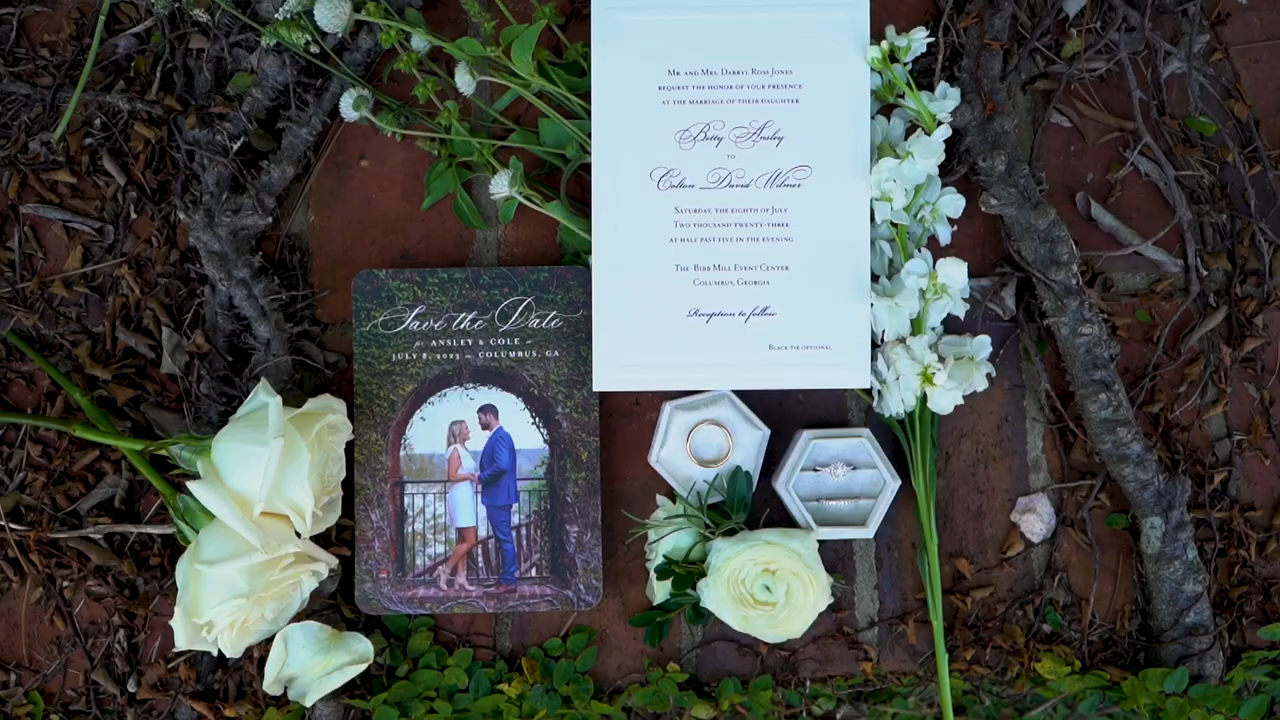 Mr. and Mrs. Darryl Ross Jones
request the honor of your presence
at the marriage of their daughter
Betty Ansley
to
Colton David Wilmer
Saturday, the eighth of July
Two thousand twenty-three
at half past five in the evening
The Bibb Mill Event Center
Columbus, Georgia
Reception to follow
Black tie optional
Save the Date
for ANSLEY & COLE
JULY 8, 2023 — COLUMBUS, GA